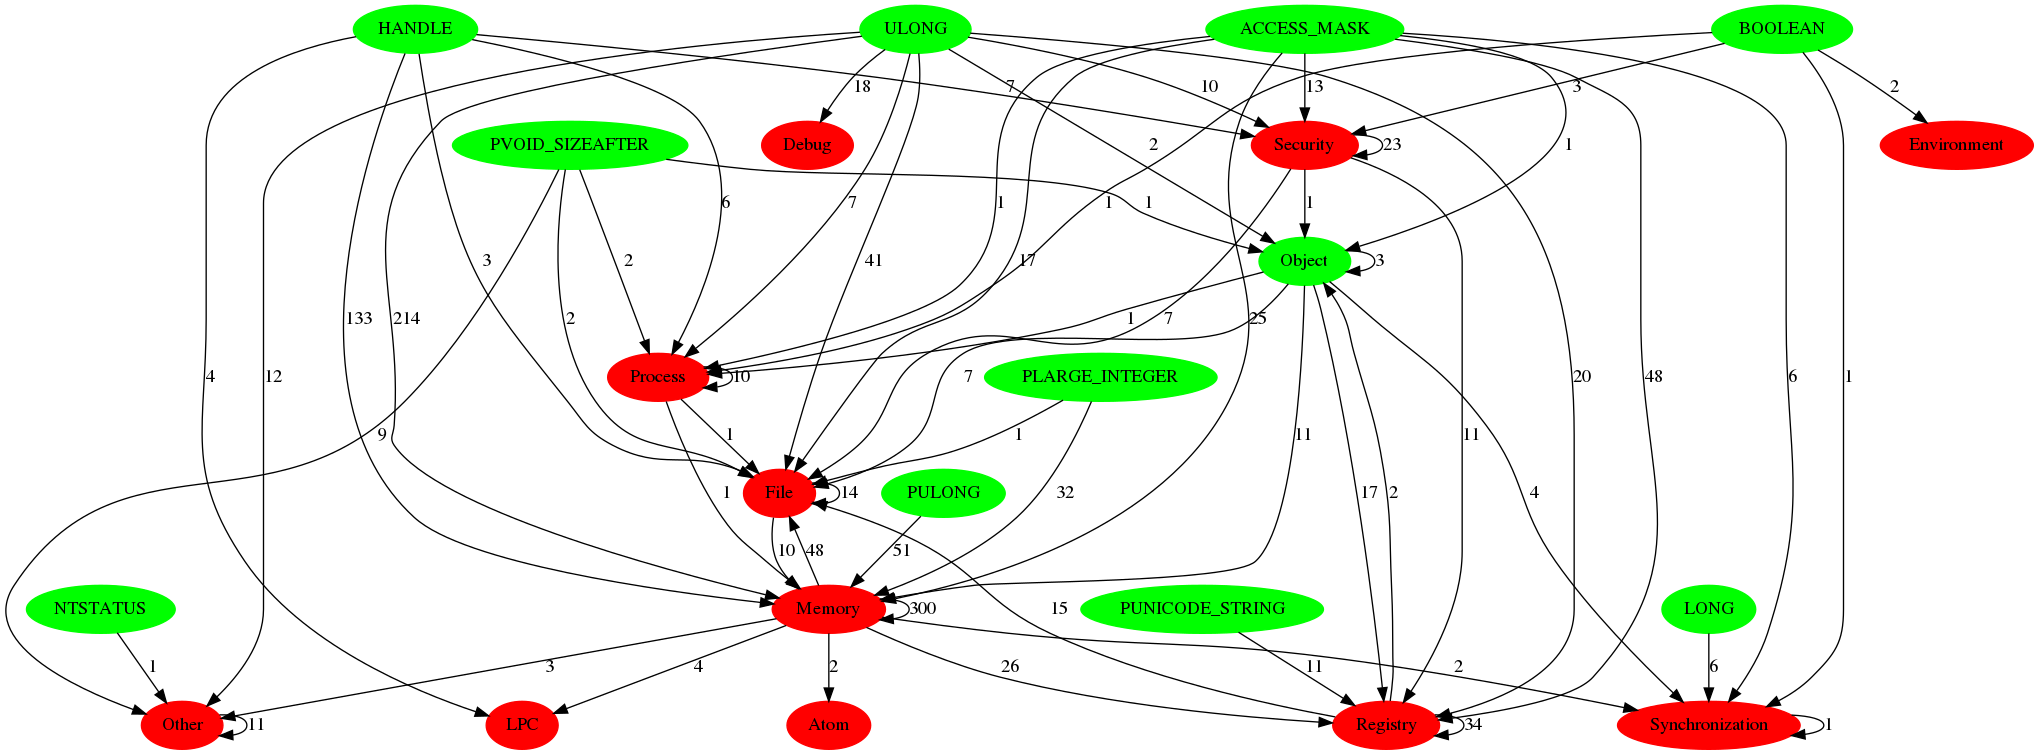 HANDLE ULONG ACCESS_MASK BOOLEAN
18 7 10 13 3 2
PVOID_SIZEAFTER Debug Security 23 2 1 Environment
6 7 1 1 1 1
3 2 41 17 Object 3
133 214 2 1 7 25
4 12 Process 10 7 PLARGE_INTEGER 20 48 6 1
9 1 1 11 11
1 File 14 PULONG 32 17 2 4
10 48 51
NTSTATUS Memory 300 15 PUNICODE_STRING LONG
1 3 4 2 26 11 2 6
Other 11 LPC Atom Registry 34 Synchronization 1